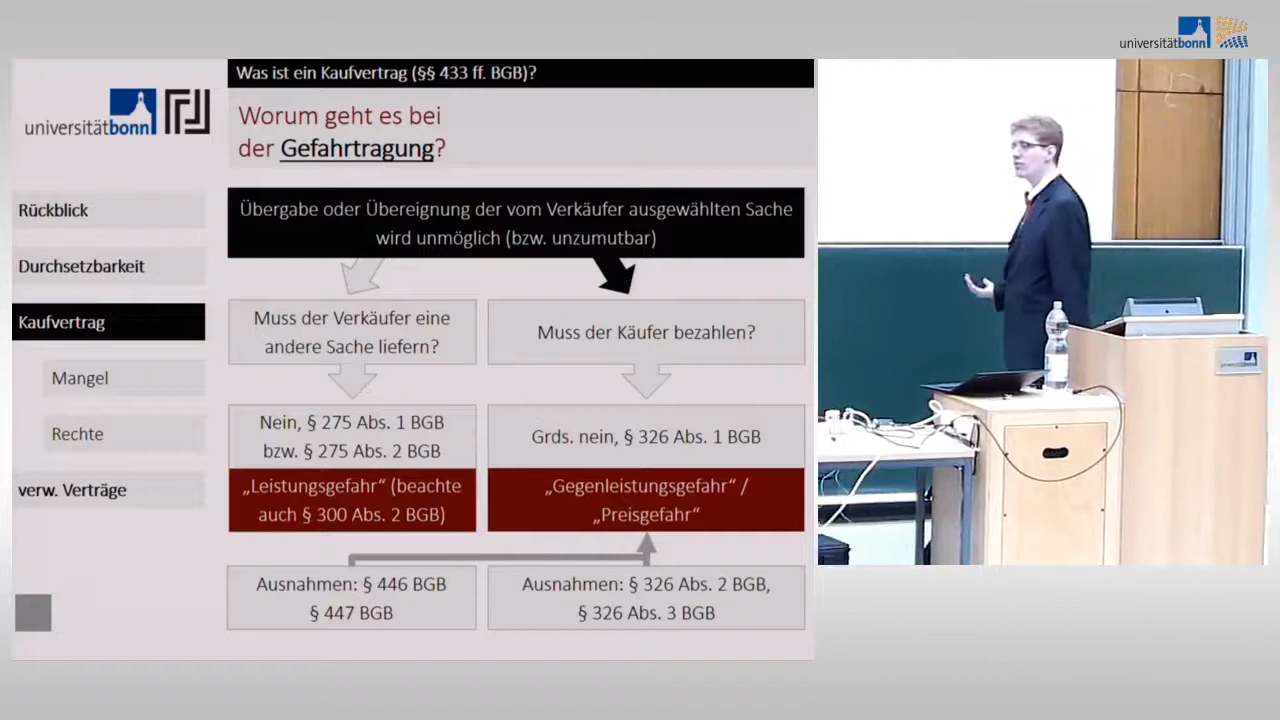 universitätbonn
Was ist ein Kaufvertrag (§§ 433 ff. BGB)?
universitätbonn
Worum geht es bei
der Gefahrtragung?
Rückblick
Durchsetzbarkeit
Kaufvertrag
Mangel
Rechte
verw. Verträge
Übergabe oder Übereignung der vom Verkäufer ausgewählten Sache
wird unmöglich (bzw. unzumutbar)
Muss der Verkäufer eine
andere Sache liefern?
Muss der Käufer bezahlen?
Nein, § 275 Abs. 1 BGB
bzw. § 275 Abs. 2 BGB
Grds. nein, § 326 Abs. 1 BGB
„Leistungsgefahr“ (beachte
auch § 300 Abs. 2 BGB)
„Gegenleistungsgefahr“ /
„Preisgefahr“
Ausnahmen: § 446 BGB
§ 447 BGB
Ausnahmen: § 326 Abs. 2 BGB,
§ 326 Abs. 3 BGB